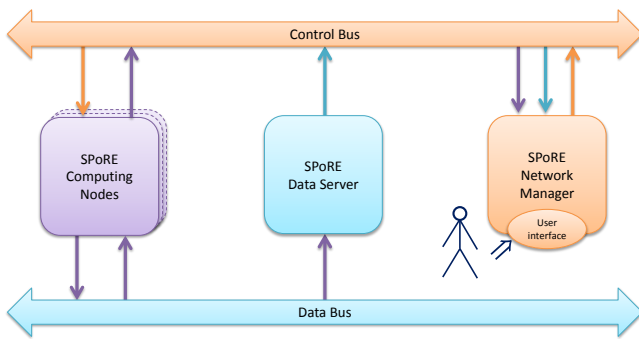 Control Bus
SPoRE
Computing
Nodes
SPoRE
Data Server
SPoRE
Network
Manager
User
interface
Data Bus